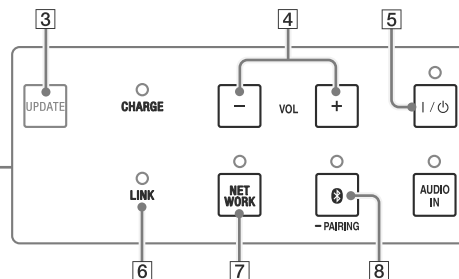 3
4
5
UPDATE
CHARGE
−
VOL
+
I / ⏻
LINK
NET
WORK
– PAIRING
AUDIO
IN
6
7
8